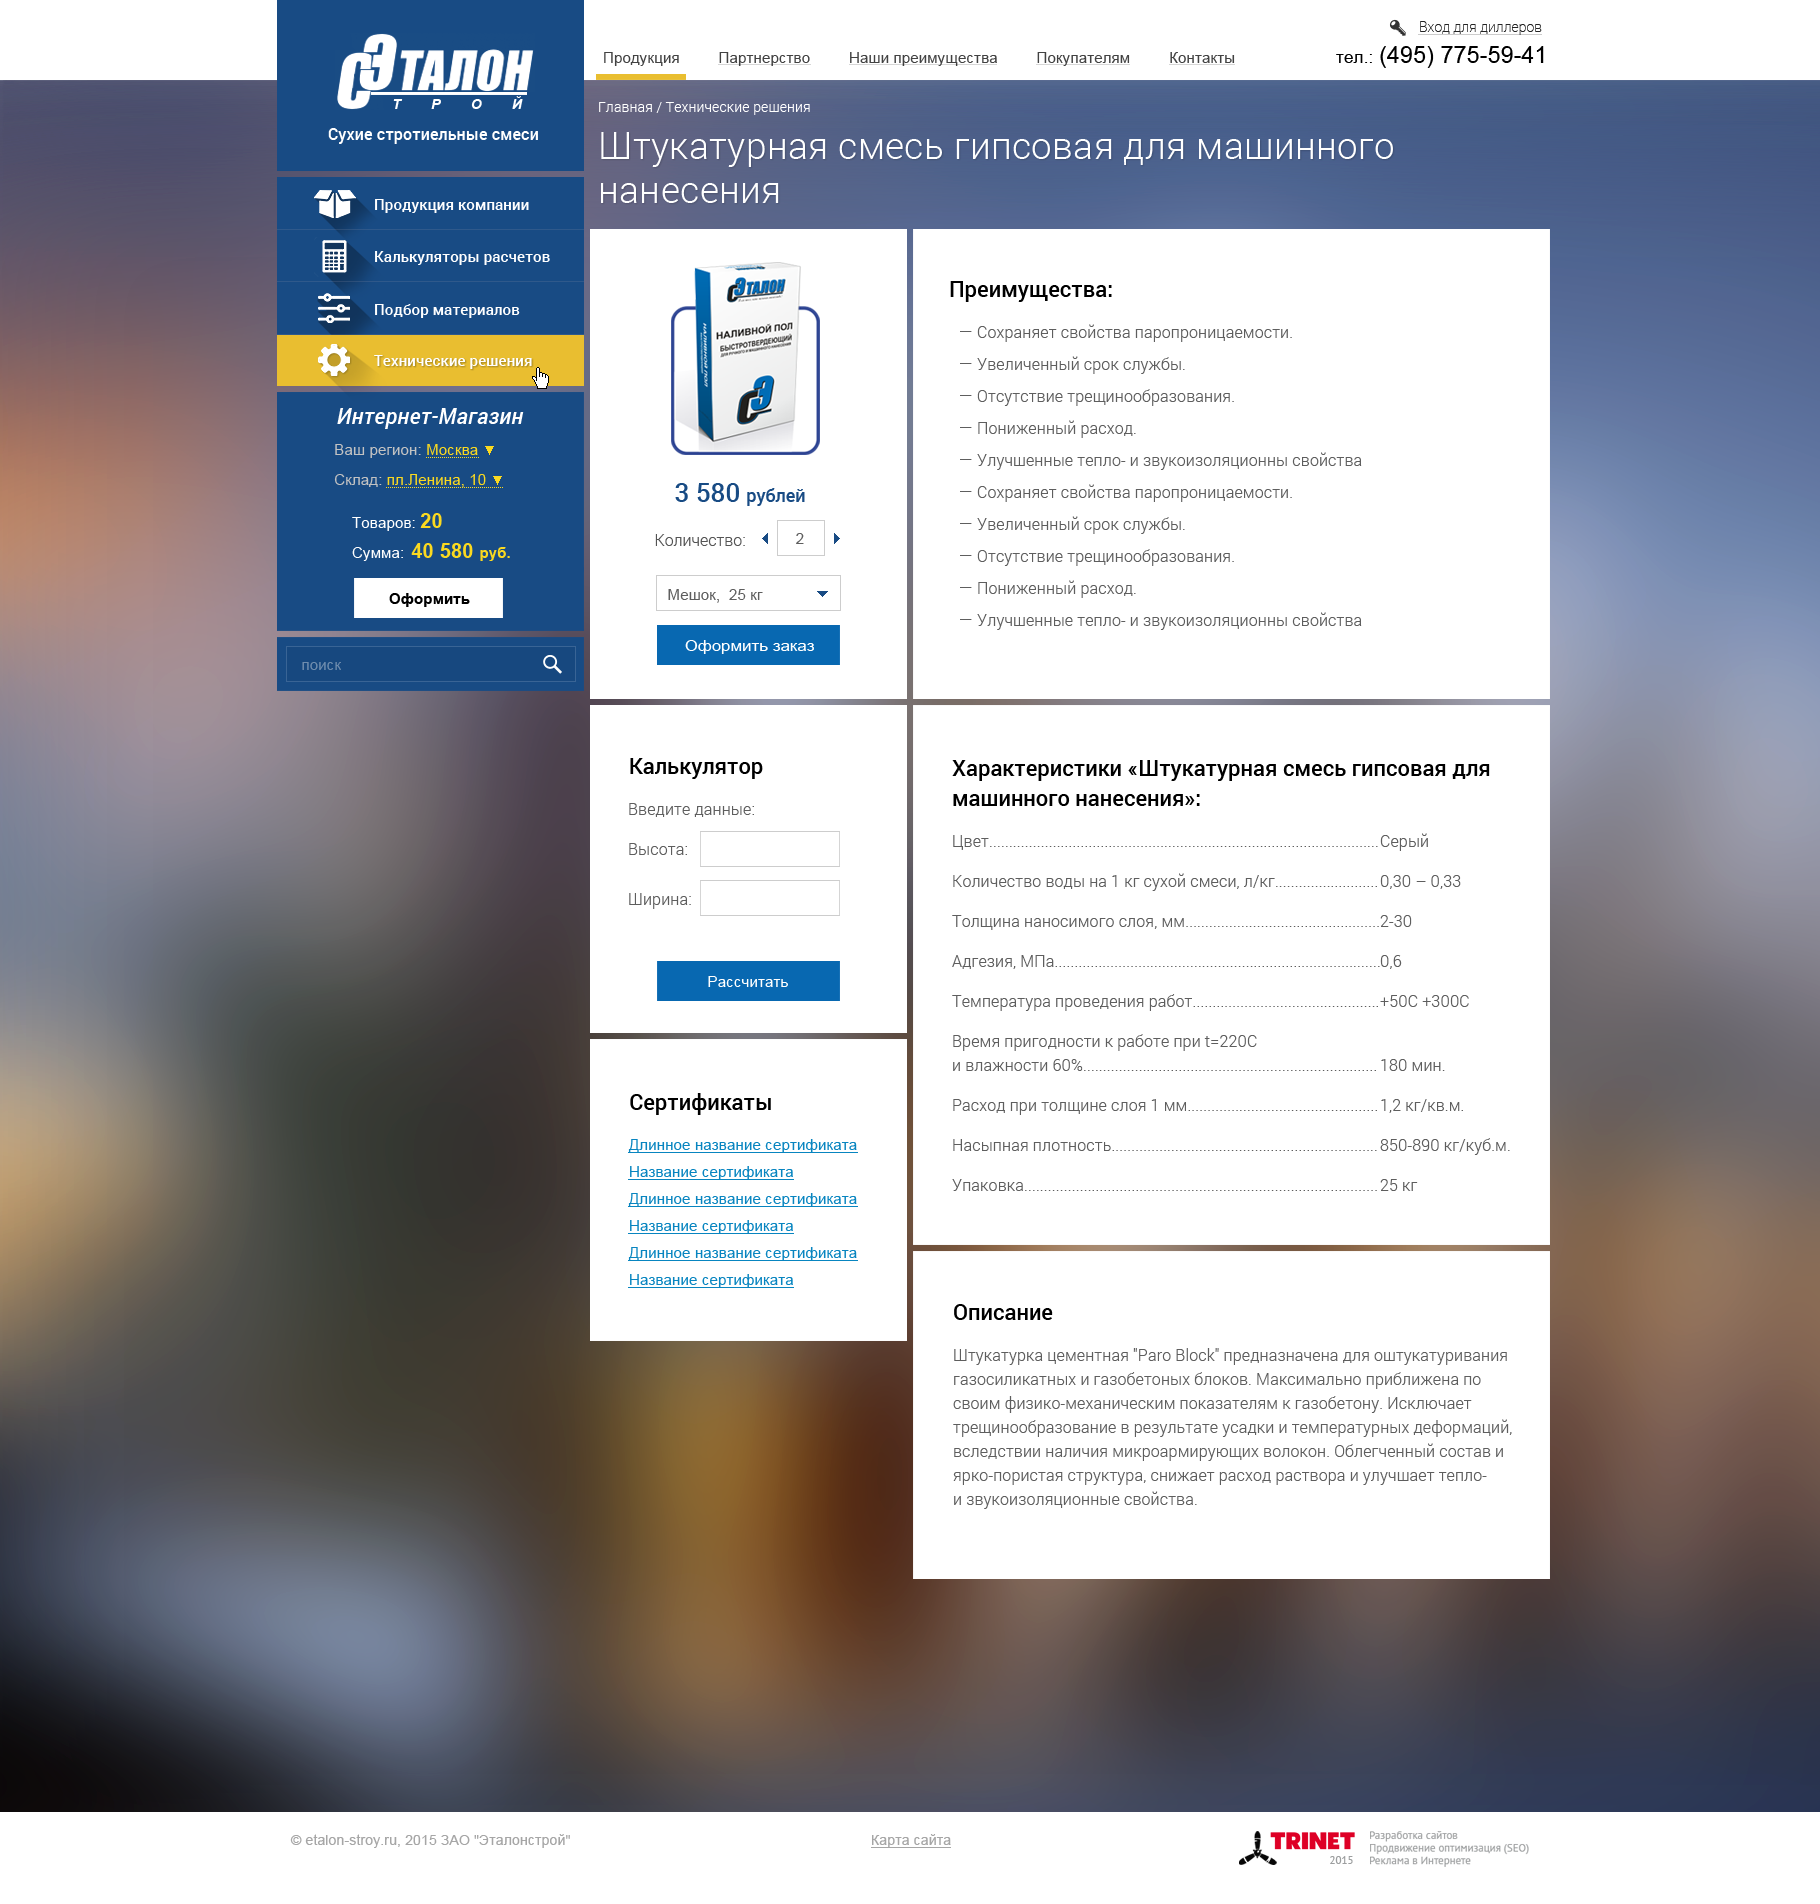 СЭТАЛОН
ТРОЙ
Сухие стротиельные смеси
Продукция
Партнерство
Наши преимущества
Покупателям
Контакты
Вход для диллеров
тел.: (495) 775-59-41
Продукция компании
Калькуляторы расчетов
Подбор материалов
Технические решения
Интернет-Магазин
Ваш регион: Москва ▼
Склад: пл.Ленина, 10 ▼
Товаров: 20
Сумма: 40 580 руб.
Оформить
поиск
Главная / Технические решения
Штукатурная смесь гипсовая для машинного
нанесения
СЭТАЛОН
НАЛИВНОЙ ПОЛ
БЫСТРОТВЕРДЕЮЩИЙ
ДЛЯ РУЧНОГО И МАШИННОГО НАНЕСЕНИЯ
НАЛИВНОЙ ПОЛ
СЭ
3 580 рублей
Количество: 2
Мешок, 25 кг
Оформить заказ
Преимущества:
— Сохраняет свойства паропроницаемости.
— Увеличенный срок службы.
— Отсутствие трещинообразования.
— Пониженный расход.
— Улучшенные тепло- и звукоизоляционны свойства
— Сохраняет свойства паропроницаемости.
— Увеличенный срок службы.
— Отсутствие трещинообразования.
— Пониженный расход.
— Улучшенные тепло- и звукоизоляционны свойства
Калькулятор
Введите данные:
Высота:
Ширина:
Рассчитать
Сертификаты
Длинное название сертификата
Название сертификата
Длинное название сертификата
Название сертификата
Длинное название сертификата
Название сертификата
Характеристики «Штукатурная смесь гипсовая для
машинного нанесения»:
Цвет.....Серый
Количество воды на 1 кг сухой смеси, л/кг.....0,30 – 0,33
Толщина наносимого слоя, мм.....2-30
Адгезия, МПа.....0,6
Температура проведения работ.....+50С +300С
Время пригодности к работе при t=220С
и влажности 60%.....180 мин.
Расход при толщине слоя 1 мм.....1,2 кг/кв.м.
Насыпная плотность.....850-890 кг/куб.м.
Упаковка.....25 кг
Описание
Штукатурка цементная "Paro Block" предназначена для оштукатуривания
газосиликатных и газобетоных блоков. Максимально приближена по
своим физико-механическим показателям к газобетону. Исключает
трещинообразование в результате усадки и температурных деформаций,
вследствии наличия микроармирующих волокон. Облегченный состав и
ярко-пористая структура, снижает расход раствора и улучшает тепло-
и звукоизоляционные свойства.
© etalon-stroy.ru, 2015 ЗАО "Эталонстрой"
Карта сайта
TRINET
2015
Разработка сайтов
Продвижение оптимизация (SEO)
Реклама в Интернете